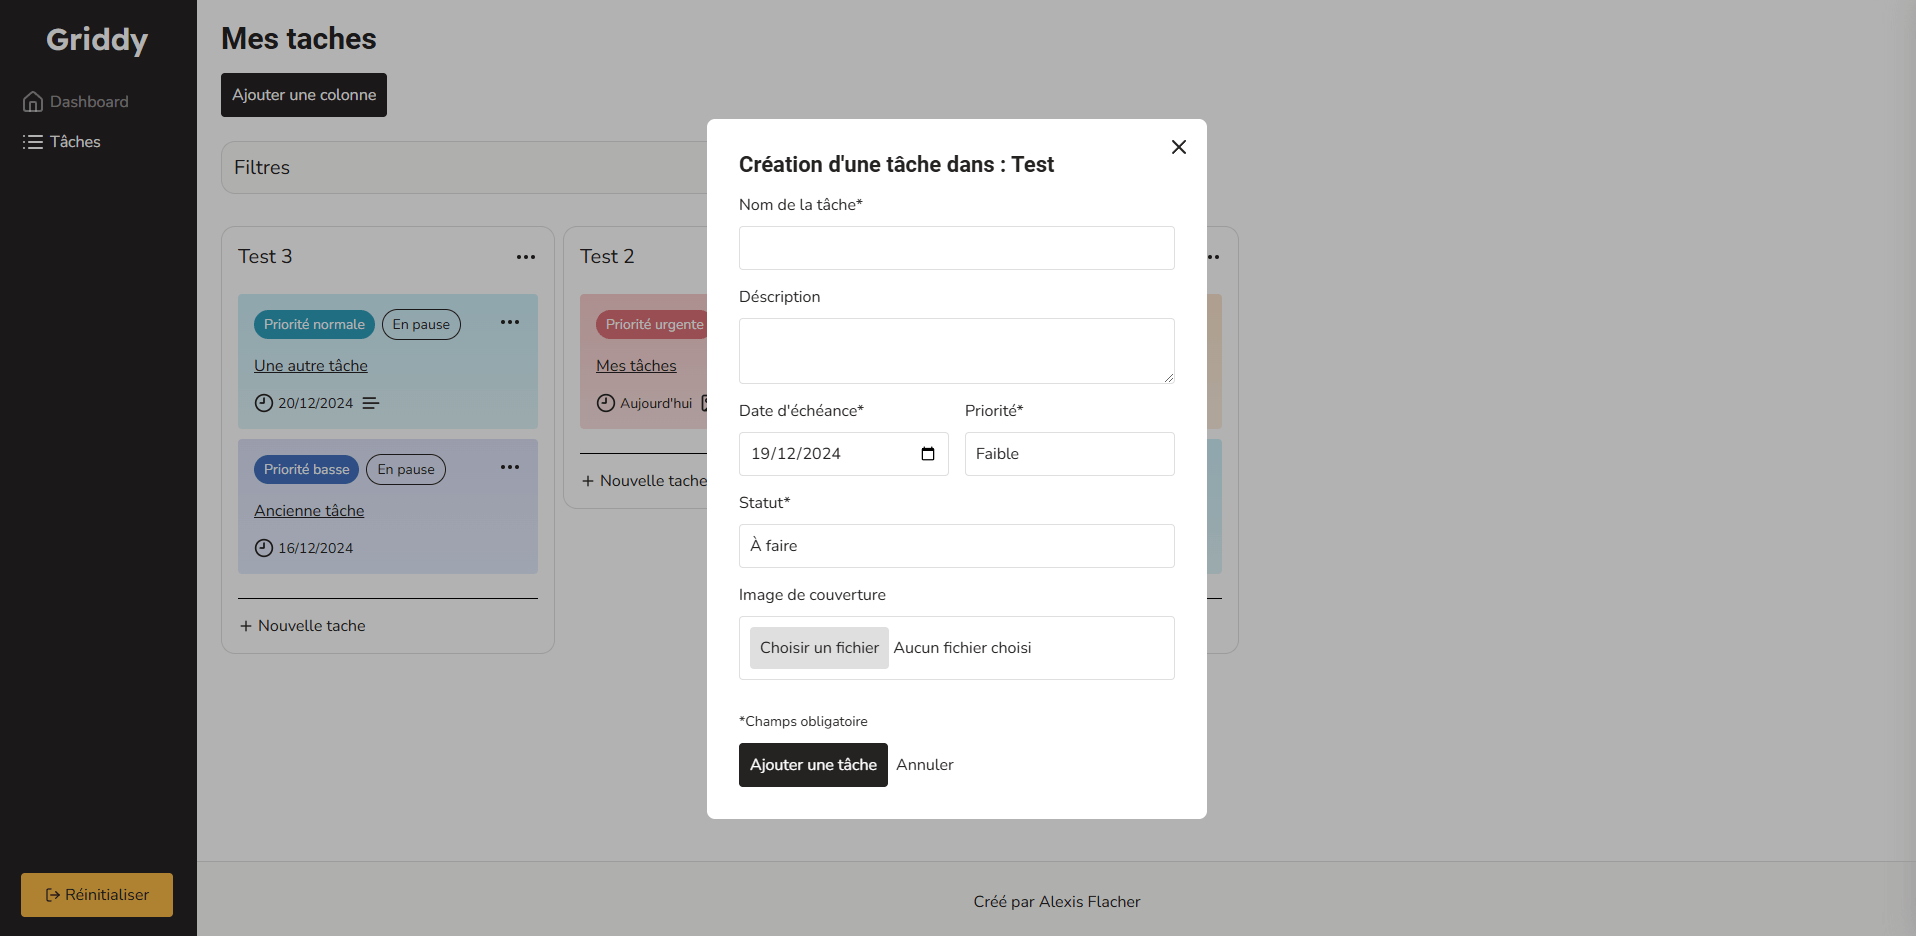 Griddy
Dashboard
Tâches
Réinitialiser
Mes taches
Ajouter une colonne
Filtres
Test 3
Priorité normale
En pause
Une autre tâche
20/12/2024
Priorité basse
En pause
Ancienne tâche
16/12/2024
+ Nouvelle tache
Test 2
Priorité urgente
Mes tâches
Aujourd'hui
+ Nouvelle tache
Création d'une tâche dans : Test
Nom de la tâche*
Déscription
Date d'échéance*
Priorité*
19/12/2024
Faible
Statut*
À faire
Image de couverture
Choisir un fichier Aucun fichier choisi
*Champs obligatoire
Ajouter une tâche
Annuler
Créé par Alexis Flacher